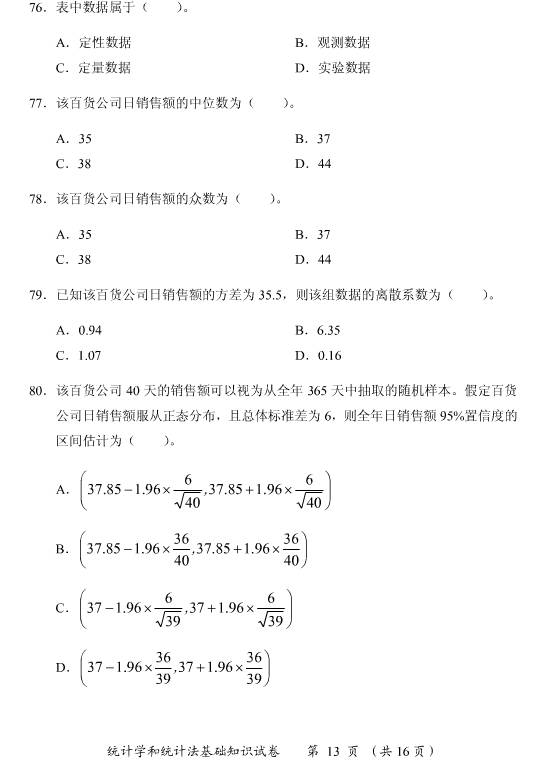 76．表中数据属于（　　）。
A．定性数据　　B．观测数据
C．定量数据　　D．实验数据
77．该百货公司日销售额的中位数为（　　）。
A．35　　B．37
C．38　　D．44
78．该百货公司日销售额的众数为（　　）。
A．35　　B．37
C．38　　D．44
79．已知该百货公司日销售额的方差为 35.5，则该组数据的离散系数为（　　）。
A．0.94　　B．6.35
C．1.07　　D．0.16
80．该百货公司 40 天的销售额可以视为从全年 365 天中抽取的随机样本。假定百货
公司日销售额服从正态分布，且总体标准差为 6，则全年日销售额 95%置信度的
区间估计为（　　）。
A．(37.85−1.96×6/√40,37.85+1.96×6/√40)
B．(37.85−1.96×36/40,37.85+1.96×36/40)
C．(37−1.96×6/√39,37+1.96×6/√39)
D．(37−1.96×36/39,37+1.96×36/39)
统计学和统计法基础知识试卷　　第 13 页 （共 16 页）